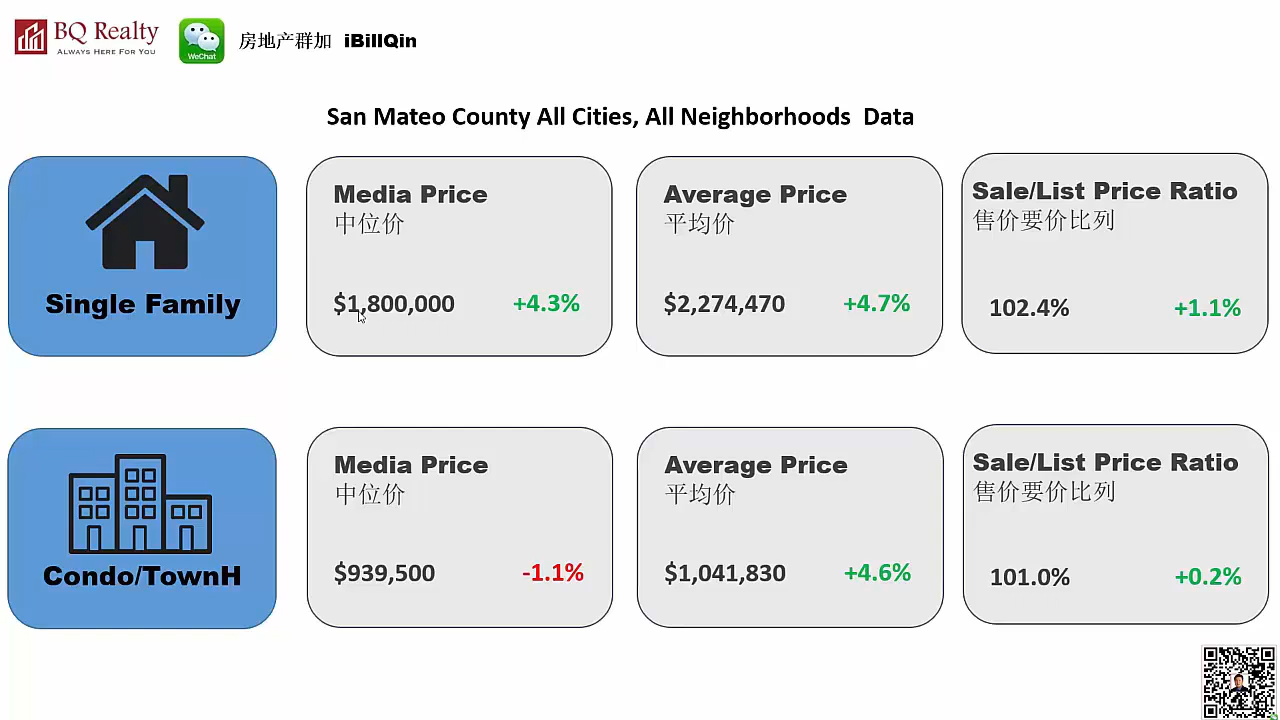 BQ Realty
ALWAYS HERE FOR YOU
WeChat
房地产群加 iBillQin
San Mateo County All Cities, All Neighborhoods Data
Single Family
Media Price
中位价
$1,800,000 +4.3%
Average Price
平均价
$2,274,470 +4.7%
Sale/List Price Ratio
售价要价比列
102.4% +1.1%
Condo/TownH
Media Price
中位价
$939,500 -1.1%
Average Price
平均价
$1,041,830 +4.6%
Sale/List Price Ratio
售价要价比列
101.0% +0.2%